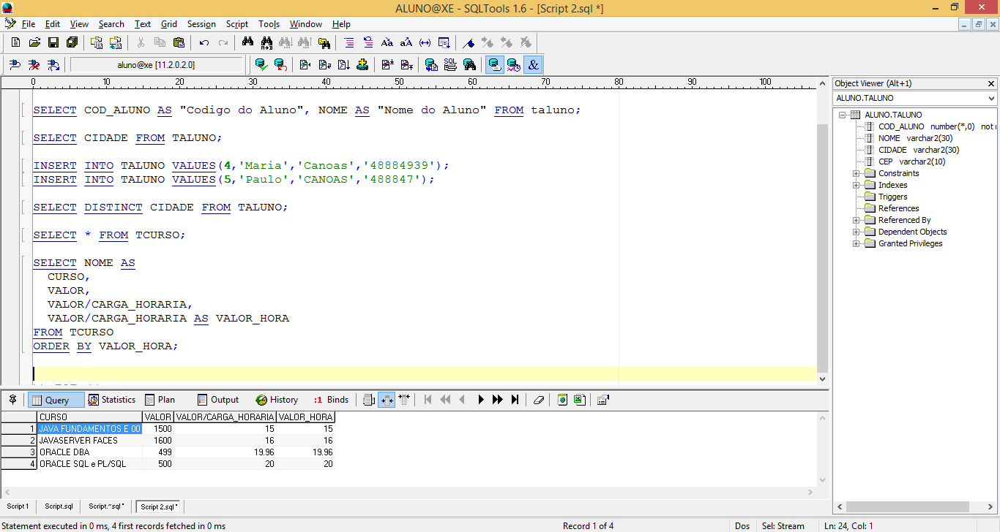 ALUNO@XE - SQLTools 1.6 - [Script 2.sql *]
File Edit View Search Text Grid Session Script Tools Window Help
aluno@xe [11.2.0.2.0]
SQL &
0 10 20 30 40 50 60 70 80 90 100
SELECT COD_ALUNO AS "Codigo do Aluno", NOME AS "Nome do Aluno" FROM taluno;
SELECT CIDADE FROM TALUNO;
INSERT INTO TALUNO VALUES(4,'Maria','Canoas','48884939');
INSERT INTO TALUNO VALUES(5,'Paulo','CANOAS','488847');
SELECT DISTINCT CIDADE FROM TALUNO;
SELECT * FROM TCURSO;
SELECT NOME AS
CURSO,
VALOR,
VALOR/CARGA_HORARIA,
VALOR/CARGA_HORARIA AS VALOR_HORA
FROM TCURSO
ORDER BY VALOR_HORA;
Object Viewer (Alt+1)
ALUNO.TALUNO
ALUNO.TALUNO
COD_ALUNO number(*,0) not
NOME varchar2(30)
CIDADE varchar2(30)
CEP varchar2(10)
Constraints
Indexes
Triggers
References
Referenced By
Dependent Objects
Granted Privileges
Query Statistics Plan Output History :1 Binds
CURSO VALOR VALOR/CARGA_HORARIA VALOR_HORA
1 JAVA FUNDAMENTOS E OO 1500 15 15
2 JAVASERVER FACES 1600 16 16
3 ORACLE DBA 499 19.96 19.96
4 ORACLE SQL e PL/SQL 500 20 20
Script 1 Script.sql Script.~sql * Script 2.sql *
Statement executed in 0 ms, 4 first records fetched in 0 ms Record 1 of 4 Dos Sel: Stream Ln: 24, Col: 1